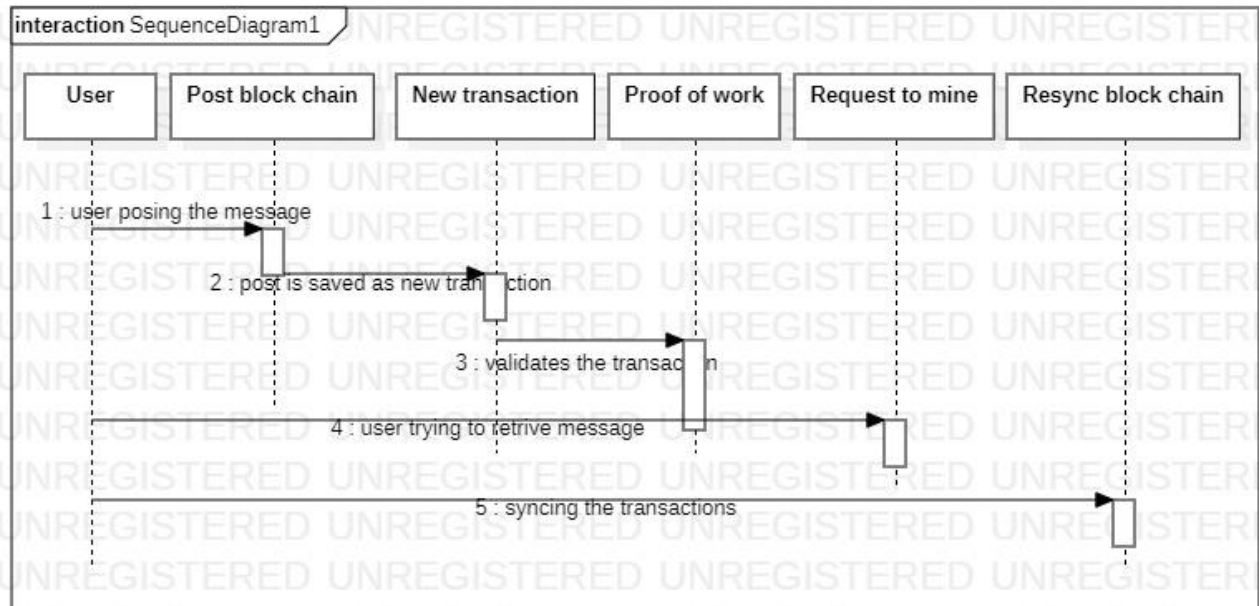 interaction SequenceDiagram1
User Post block chain New transaction Proof of work Request to mine Resync block chain
1 : user posing the message
2 : post is saved as new transaction
3 : validates the transaction
4 : user trying to retrive message
5 : syncing the transactions
UNREGISTERED